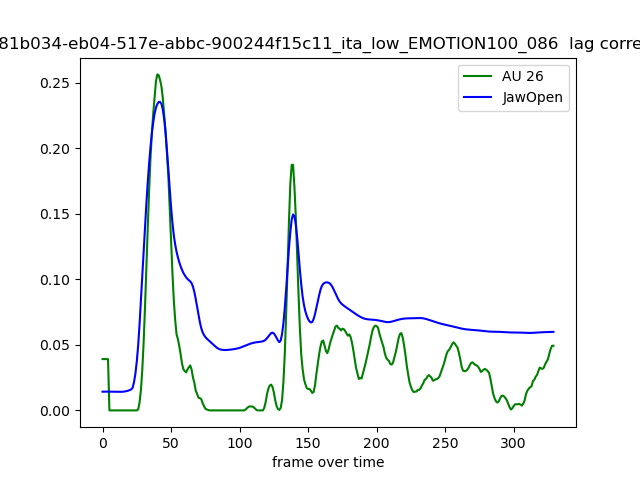 81b034-eb04-517e-abbc-900244f15c11_ita_low_EMOTION100_086  lag corre
AU 26
JawOpen
0.25
0.20
0.15
0.10
0.05
0.00
0 50 100 150 200 250 300
frame over time